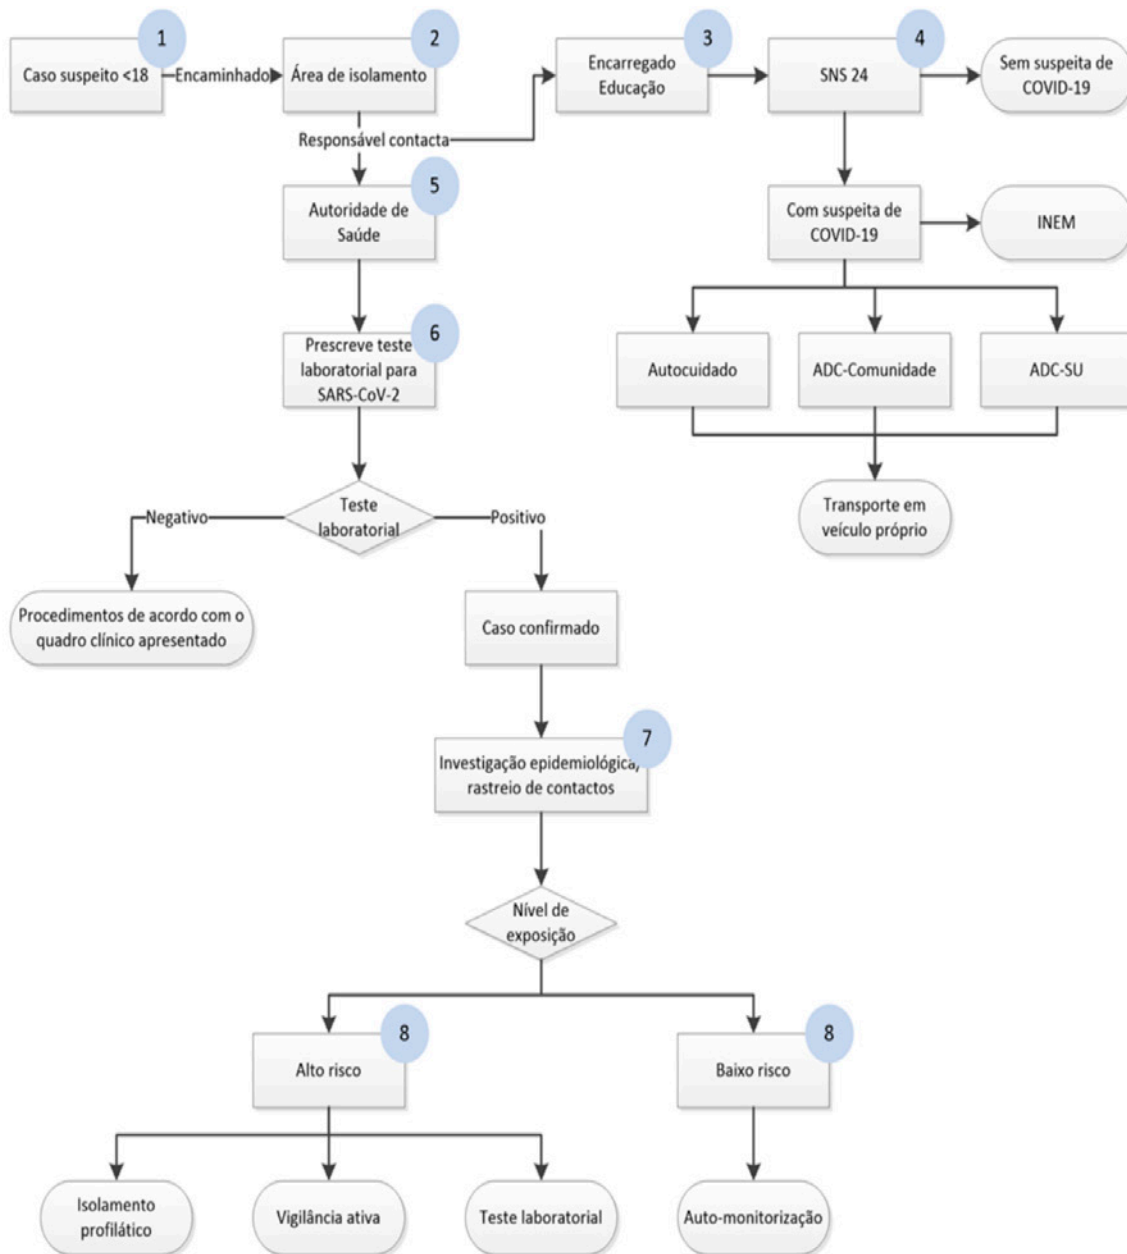 1
Caso suspeito <18
Encaminhado
2
Área de isolamento
3
Encarregado
Educação
4
SNS 24
Sem suspeita de
COVID-19
Responsável contacta
5
Autoridade de
Saúde
Com suspeita de
COVID-19
INEM
6
Prescreve teste
laboratorial para
SARS-CoV-2
Autocuidado
ADC-Comunidade
ADC-SU
Transporte em
veículo próprio
Teste
laboratorial
Negativo
Positivo
Procedimentos de acordo com o
quadro clínico apresentado
Caso confirmado
7
Investigação epidemiológica/
rastreio de contactos
Nível de
exposição
8
Alto risco
8
Baixo risco
Isolamento
profilático
Vigilância ativa
Teste laboratorial
Auto-monitorização